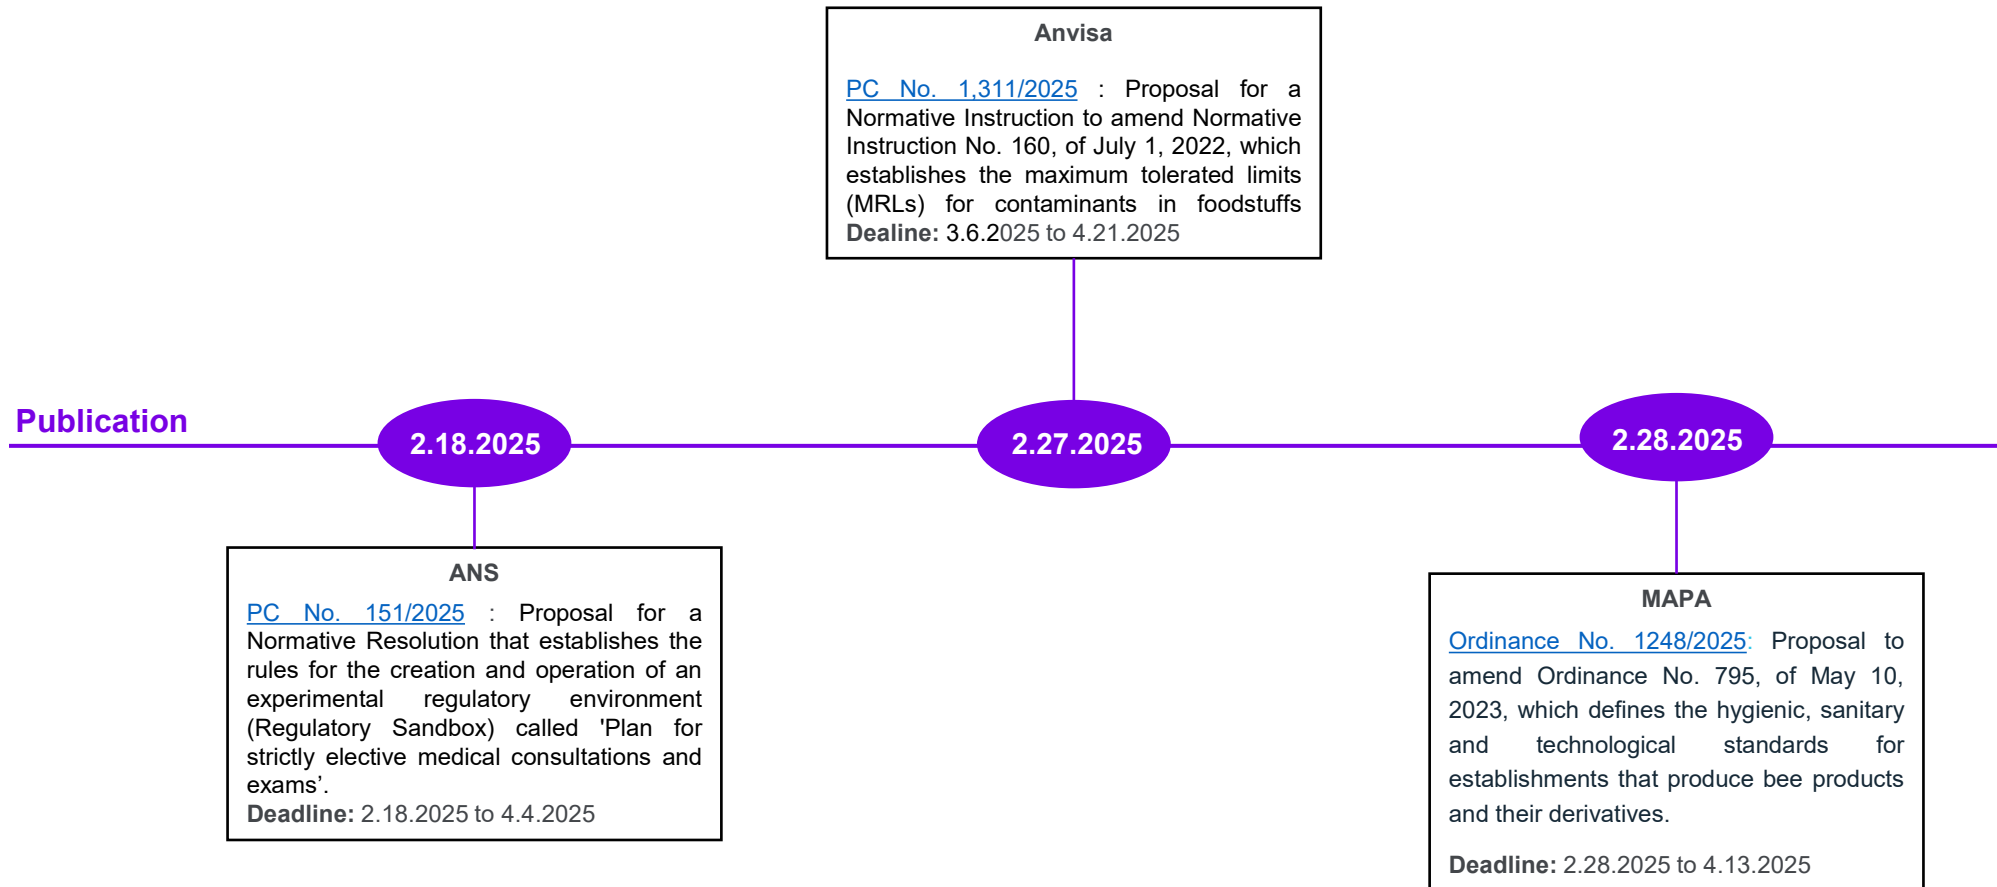 Anvisa
PC No. 1,311/2025 : Proposal for a
Normative Instruction to amend Normative
Instruction No. 160, of July 1, 2022, which
establishes the maximum tolerated limits
(MRLs) for contaminants in foodstuffs
Dealine: 3.6.2025 to 4.21.2025
Publication
2.18.2025
2.27.2025
2.28.2025
ANS
PC No. 151/2025 : Proposal for a
Normative Resolution that establishes the
rules for the creation and operation of an
experimental regulatory environment
(Regulatory Sandbox) called 'Plan for
strictly elective medical consultations and
exams’.
Deadline: 2.18.2025 to 4.4.2025
MAPA
Ordinance No. 1248/2025: Proposal to
amend Ordinance No. 795, of May 10,
2023, which defines the hygienic, sanitary
and technological standards for
establishments that produce bee products
and their derivatives.
Deadline: 2.28.2025 to 4.13.2025